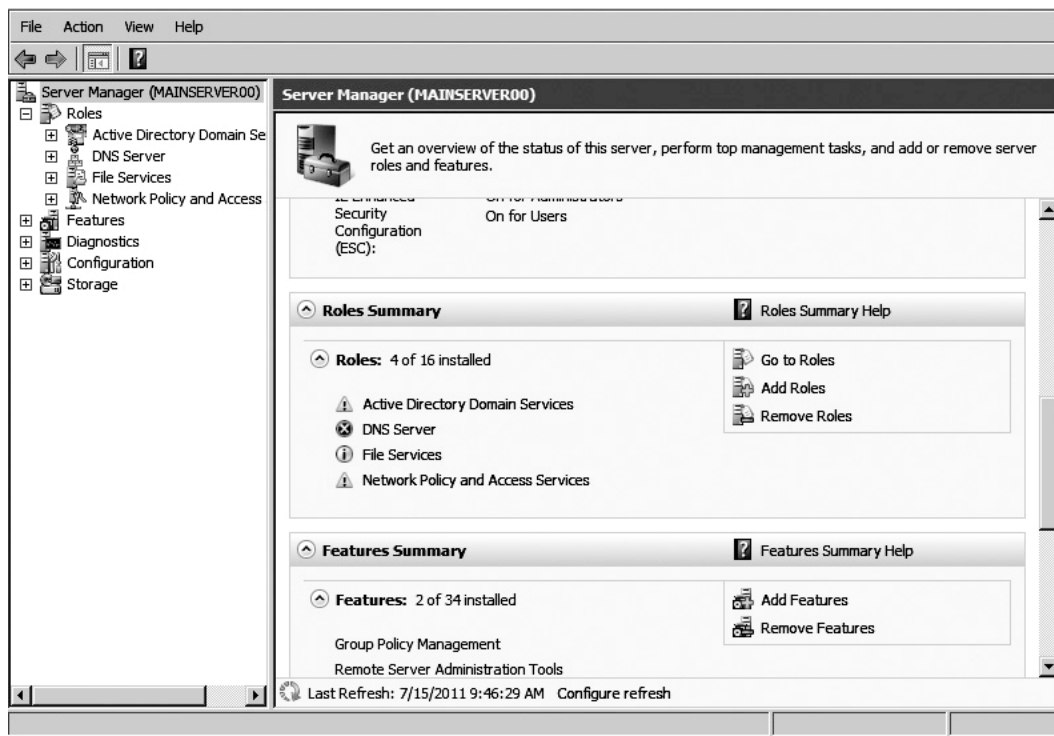 File Action View Help
Server Manager (MAINSERVER00)
Roles
Active Directory Domain Se
DNS Server
File Services
Network Policy and Access
Features
Diagnostics
Configuration
Storage
Server Manager (MAINSERVER00)
Get an overview of the status of this server, perform top management tasks, and add or remove server
roles and features.
IE Enhanced On for Administrators
Security On for Users
Configuration
(ESC):
Roles Summary Roles Summary Help
Roles: 4 of 16 installed
Active Directory Domain Services
DNS Server
File Services
Network Policy and Access Services
Go to Roles
Add Roles
Remove Roles
Features Summary Features Summary Help
Features: 2 of 34 installed
Group Policy Management
Remote Server Administration Tools
Add Features
Remove Features
Last Refresh: 7/15/2011 9:46:29 AM Configure refresh